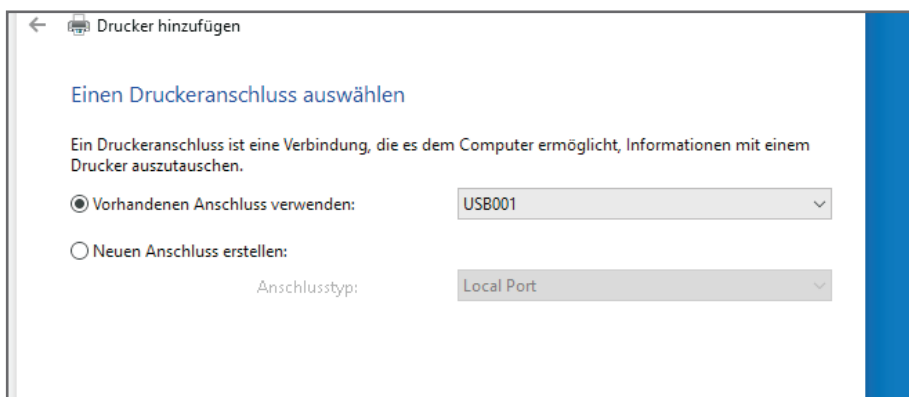 Drucker hinzufügen
Einen Druckeranschluss auswählen
Ein Druckeranschluss ist eine Verbindung, die es dem Computer ermöglicht, Informationen mit einem
Drucker auszutauschen.
Vorhandenen Anschluss verwenden: USB001
Neuen Anschluss erstellen:
Anschlusstyp: Local Port